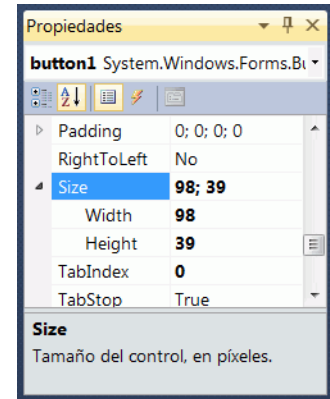 Propiedades
button1 System.Windows.Forms.Bu
Padding 0; 0; 0; 0
RightToLeft No
Size 98; 39
Width 98
Height 39
TabIndex 0
TabStop True
Size
Tamaño del control, en píxeles.